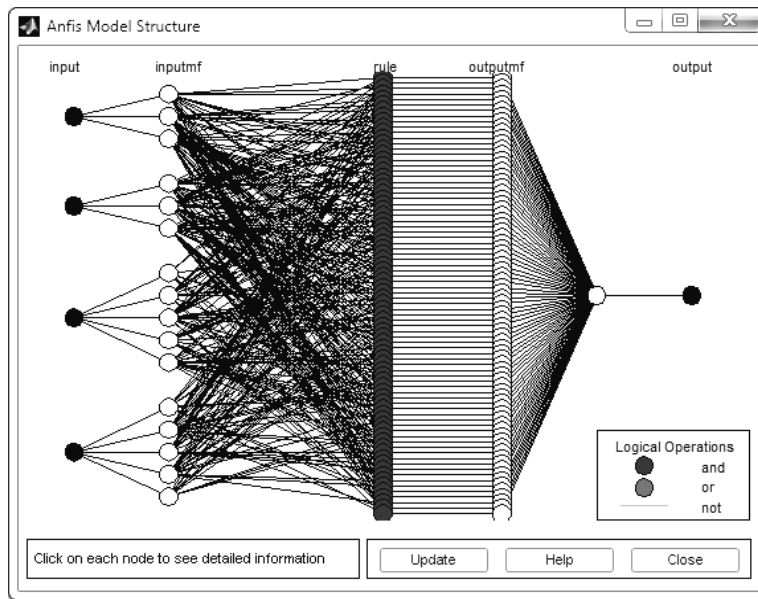 Anfis Model Structure
input inputmf rule outputmf output
Logical Operations
and
or
not
Click on each node to see detailed information
Update Help Close